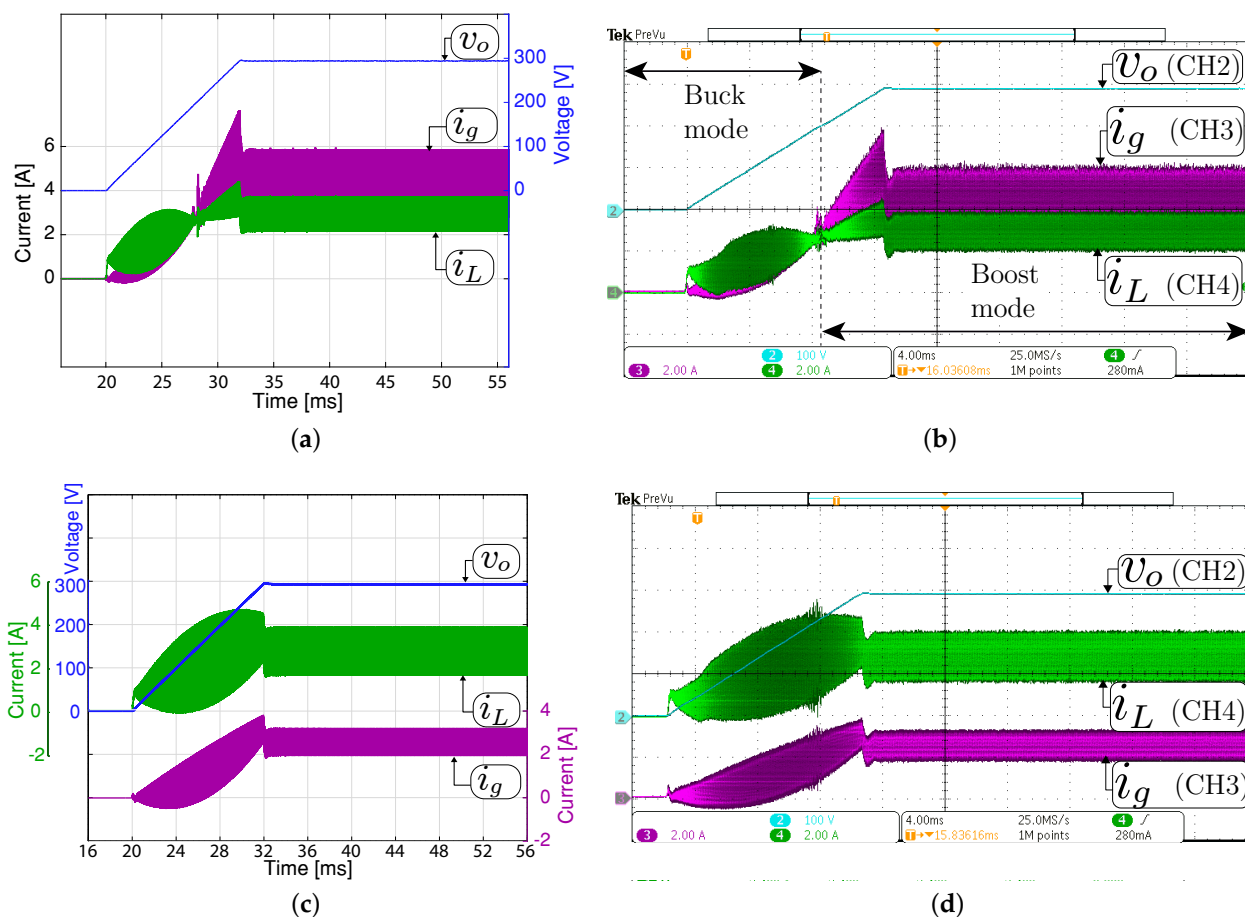 v_o
i_g
i_L
Current [A]
6
4
2
0
300
200
100
0
Voltage [V]
20 25 30 35 40 45 50 55
Time [ms]
(a)
Tek PreVu
T
T
Buck
mode
v_o (CH2)
i_g (CH3)
2
Boost
mode
i_L (CH4)
4
3 2.00 A
2 100 V
4 2.00 A
4.00ms 25.0MS/s 4
T→▼16.03608ms 1M points 280mA
(b)
Current [A]
6
4
2
0
-2
Voltage [V]
300
200
100
0
v_o
i_L
i_g
4
2
0
-2
Current [A]
16 20 24 28 32 36 40 44 48 52 56
Time [ms]
(c)
Tek PreVu
T
T
v_o (CH2)
2
i_L (CH4)
i_g (CH3)
3
3 2.00 A
2 100 V
4 2.00 A
4.00ms 25.0MS/s 4
T→▼15.83616ms 1M points 280mA
(d)